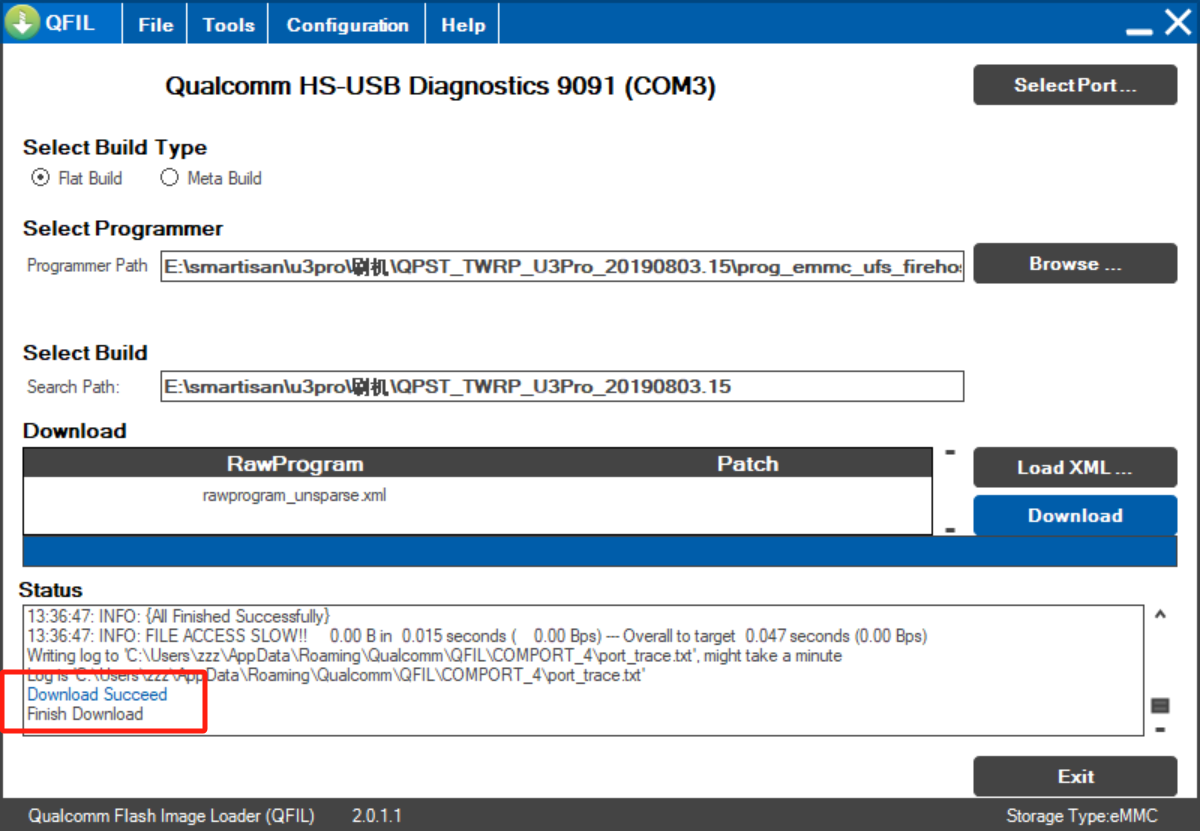 QFIL File Tools Configuration Help
Qualcomm HS-USB Diagnostics 9091 (COM3)
Select Port ...
Select Build Type
Flat Build Meta Build
Select Programmer
Programmer Path E:\smartisan\u3pro\刷机\QPST_TWRP_U3Pro_20190803.15\prog_emmc_ufs_fireho
Browse ...
Select Build
Search Path: E:\smartisan\u3pro\刷机\QPST_TWRP_U3Pro_20190803.15
Download
RawProgram Patch
Load XML ...
rawprogram_unsparse.xml
Download
Status
13:36:47: INFO: {All Finished Successfully}
13:36:47: INFO: FILE ACCESS SLOW!! 0.00 B in 0.015 seconds ( 0.00 Bps) --- Overall to target 0.047 seconds (0.00 Bps)
Writing log to 'C:\Users\zzz\AppData\Roaming\Qualcomm\QFIL\COMPORT_4\port_trace.txt', might take a minute
Log is 'C:\Users\zzz\AppData\Roaming\Qualcomm\QFIL\COMPORT_4\port_trace.txt'
Download Succeed
Finish Download
Exit
Qualcomm Flash Image Loader (QFIL) 2.0.1.1 Storage Type:eMMC